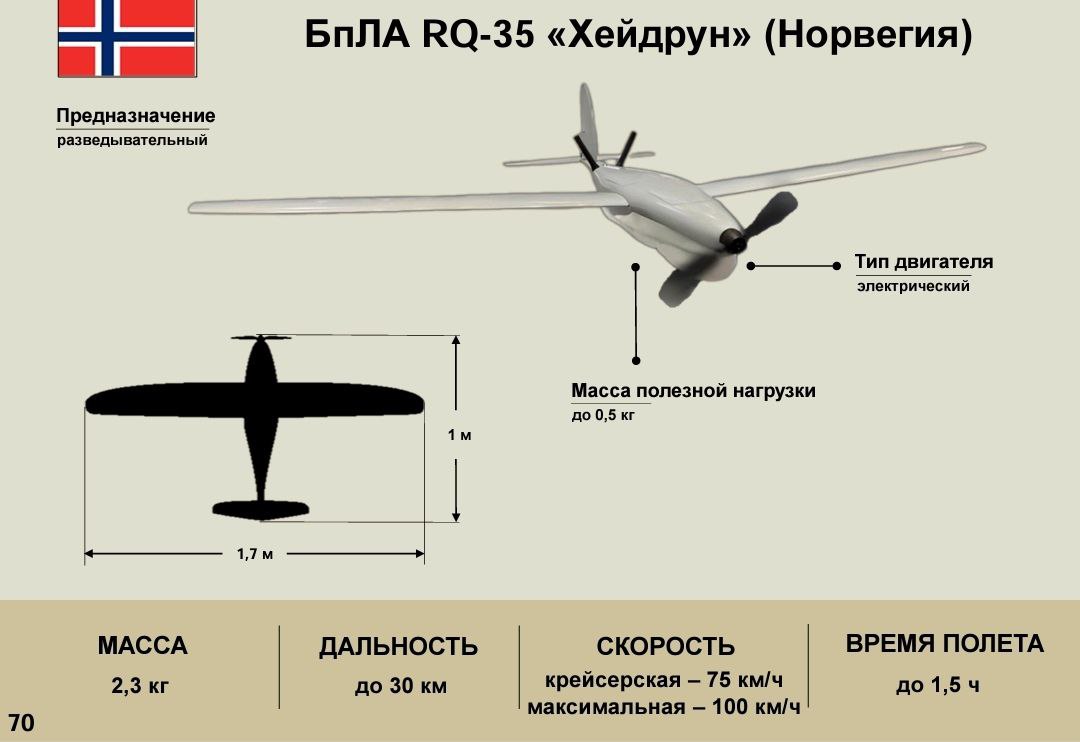 БпЛА RQ-35 «Хейдрун» (Норвегия)
Предназначение
разведывательный
Тип двигателя
электрический
Масса полезной нагрузки
до 0,5 кг
1 м
1,7 м
МАССА
2,3 кг
ДАЛЬНОСТЬ
до 30 км
СКОРОСТЬ
крейсерская – 75 км/ч
максимальная – 100 км/ч
ВРЕМЯ ПОЛЕТА
до 1,5 ч
70